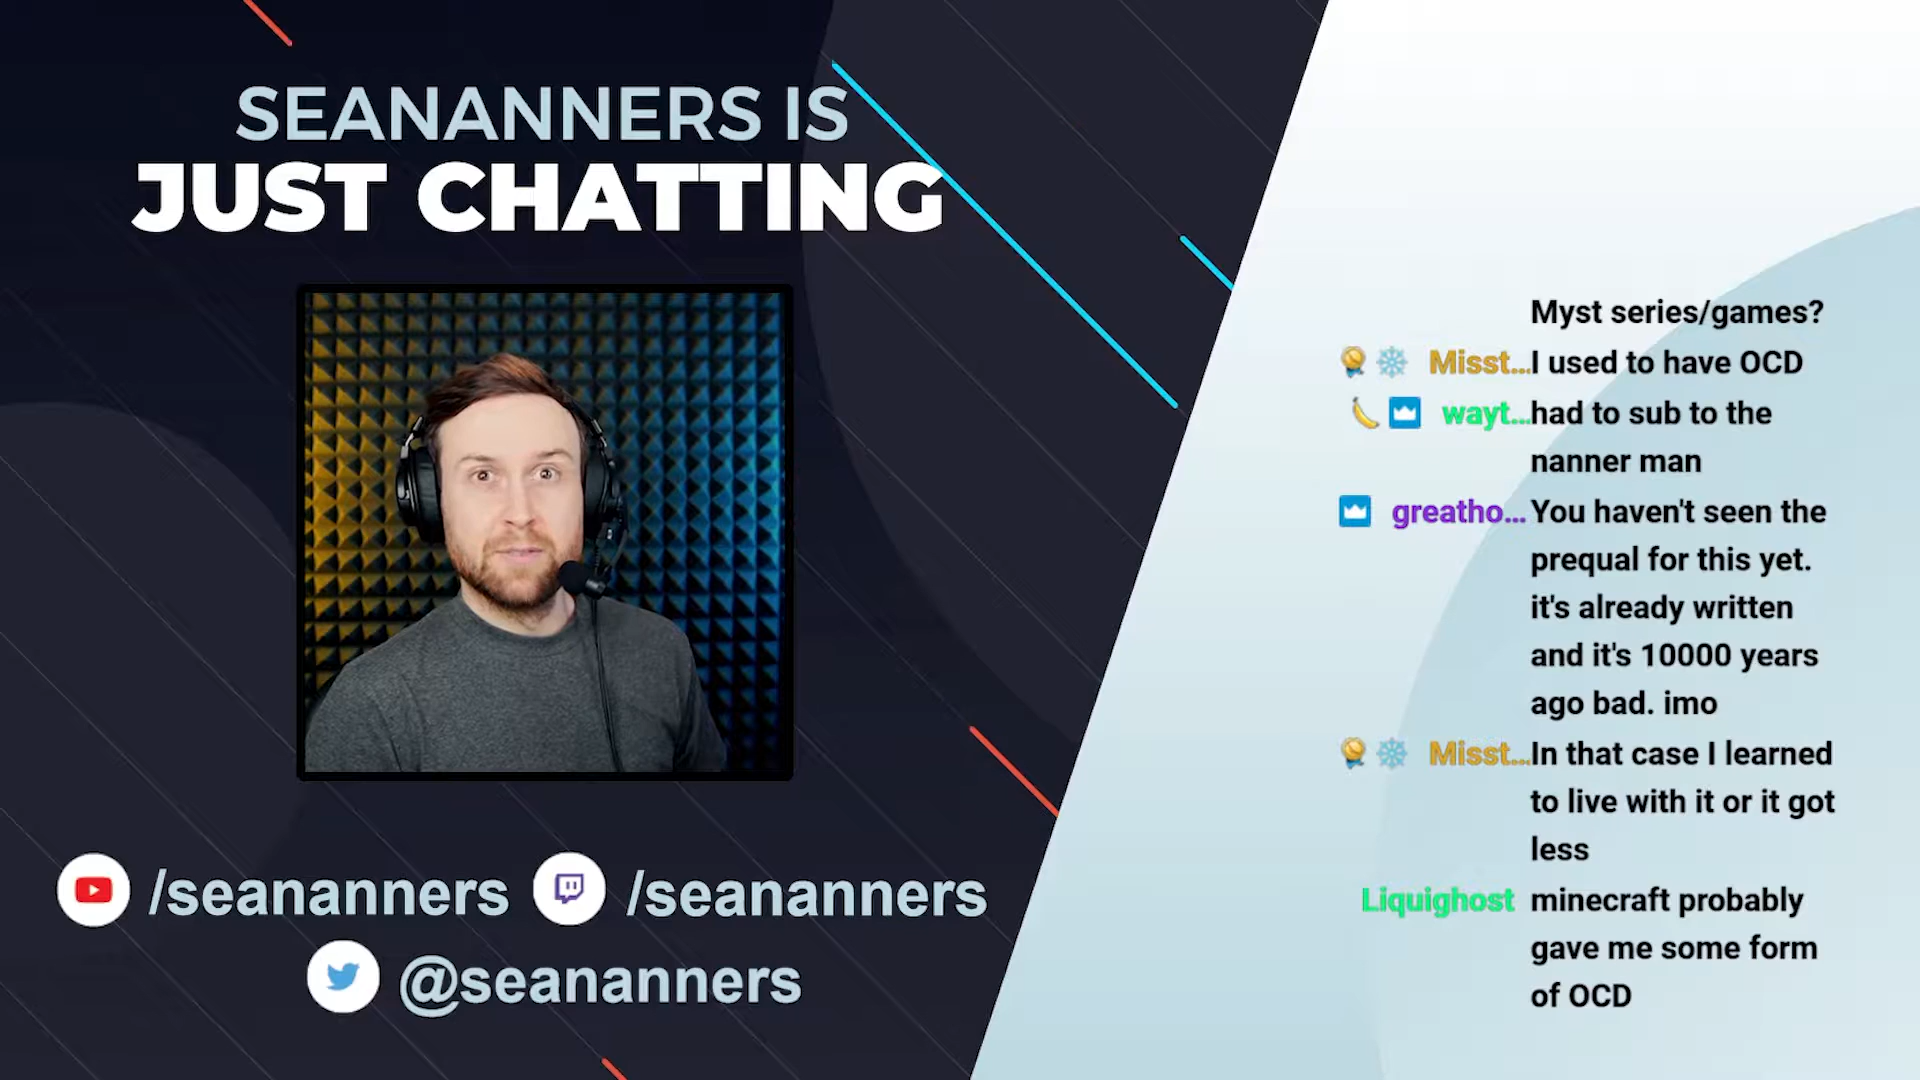 SEANANNERS IS
JUST CHATTING
/seananners /seananners
@seananners
Myst series/games?
Misst... I used to have OCD
wayt... had to sub to the
nanner man
greatho... You haven't seen the
prequal for this yet.
it's already written
and it's 10000 years
ago bad. imo
Misst... In that case I learned
to live with it or it got
less
Liquighost minecraft probably
gave me some form
of OCD